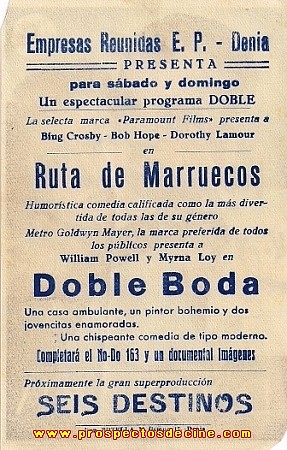 Empresas Reunidas E. P. - Denia
PRESENTA
para sábado y domingo
Un espectacular programa DOBLE
La selecta marca «Paramount Films» presenta a
Bing Crosby - Bob Hope - Dorothy Lamour
en
Ruta de Marruecos
Humorística comedia calificada como la más diver-
tida de todas las de su género
Metro Goldwyn Mayer, la marca preferida de todos
los públicos presenta a
William Powell y Myrna Loy en
Doble Boda
Una casa ambulante, un pintor bohemio y dos
jovencitas enamoradas.
Una chispeante comedia de tipo moderno.
Completará el No-Do 163 y un documental Imágenes
Próximamente la gran superproducción
SEIS DESTINOS
Denia
www.prospectosdecine.com